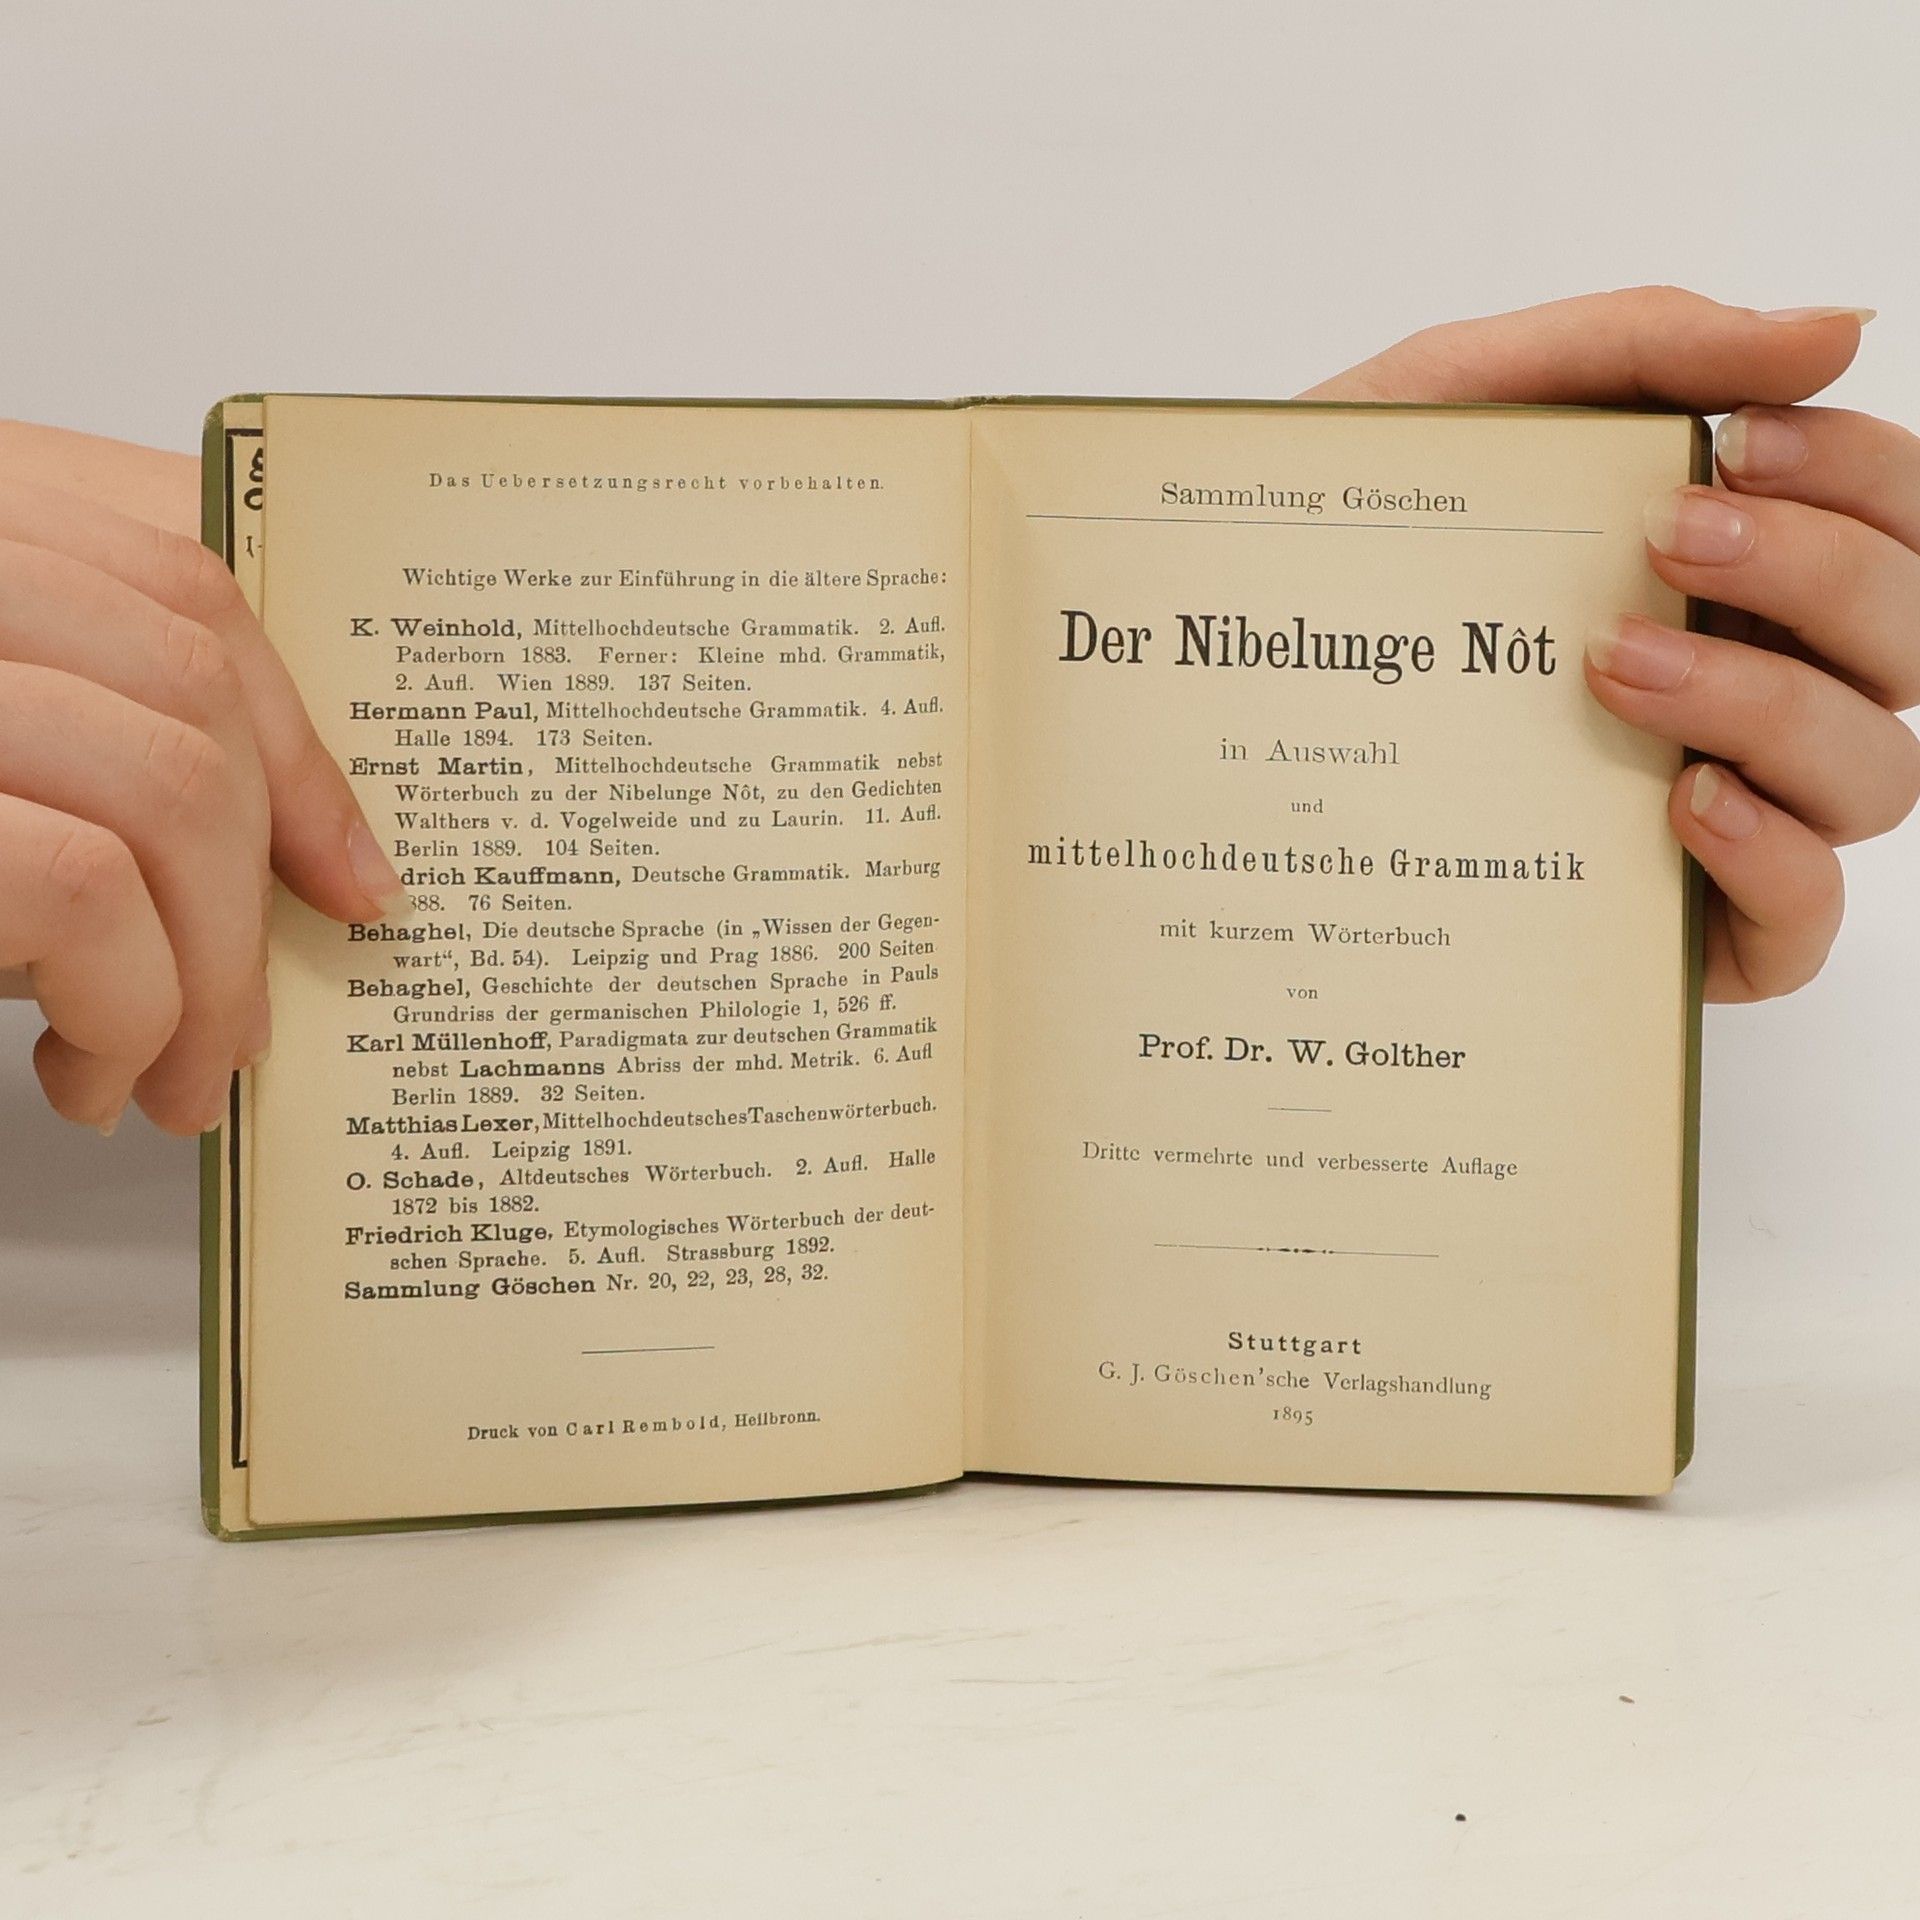 Das Uebersetzungsrecht vorbehalten.
Wichtige Werke zur Einführung in die ältere Sprache:
K. Weinhold, Mittelhochdeutsche Grammatik. 2. Aufl.
Paderborn 1883. Ferner: Kleine mhd. Grammatik,
2. Aufl. Wien 1889. 137 Seiten.
Hermann Paul, Mittelhochdeutsche Grammatik. 4. Aufl.
Halle 1894. 173 Seiten.
Ernst Martin, Mittelhochdeutsche Grammatik nebst
Wörterbuch zu der Nibelunge Nôt, zu den Gedichten
Walthers v. d. Vogelweide und zu Laurin. 11. Aufl.
Berlin 1889. 104 Seiten.
drich Kauffmann, Deutsche Grammatik. Marburg
888. 76 Seiten.
Behaghel, Die deutsche Sprache (in „Wissen der Gegen-
wart“, Bd. 54). Leipzig und Prag 1886. 200 Seiten
Behaghel, Geschichte der deutschen Sprache in Pauls
Grundriss der germanischen Philologie 1, 526 ff.
Karl Müllenhoff, Paradigmata zur deutschen Grammatik
nebst Lachmanns Abriss der mhd. Metrik. 6. Aufl
Berlin 1889. 32 Seiten.
Matthias Lexer, Mittelhochdeutsches Taschenwörterbuch.
4. Aufl. Leipzig 1891.
O. Schade, Altdeutsches Wörterbuch. 2. Aufl. Halle
1872 bis 1882.
Friedrich Kluge, Etymologisches Wörterbuch der deut-
schen Sprache. 5. Aufl. Strassburg 1892.
Sammlung Göschen Nr. 20, 22, 23, 28, 32.
Druck von Carl Rembold, Heilbronn.
Sammlung Göschen
Der Nibelunge Nôt
in Auswahl
und
mittelhochdeutsche Grammatik
mit kurzem Wörterbuch
von
Prof. Dr. W. Golther
Dritte vermehrte und verbesserte Auflage
Stuttgart
G. J. Göschen'sche Verlagshandlung
1895